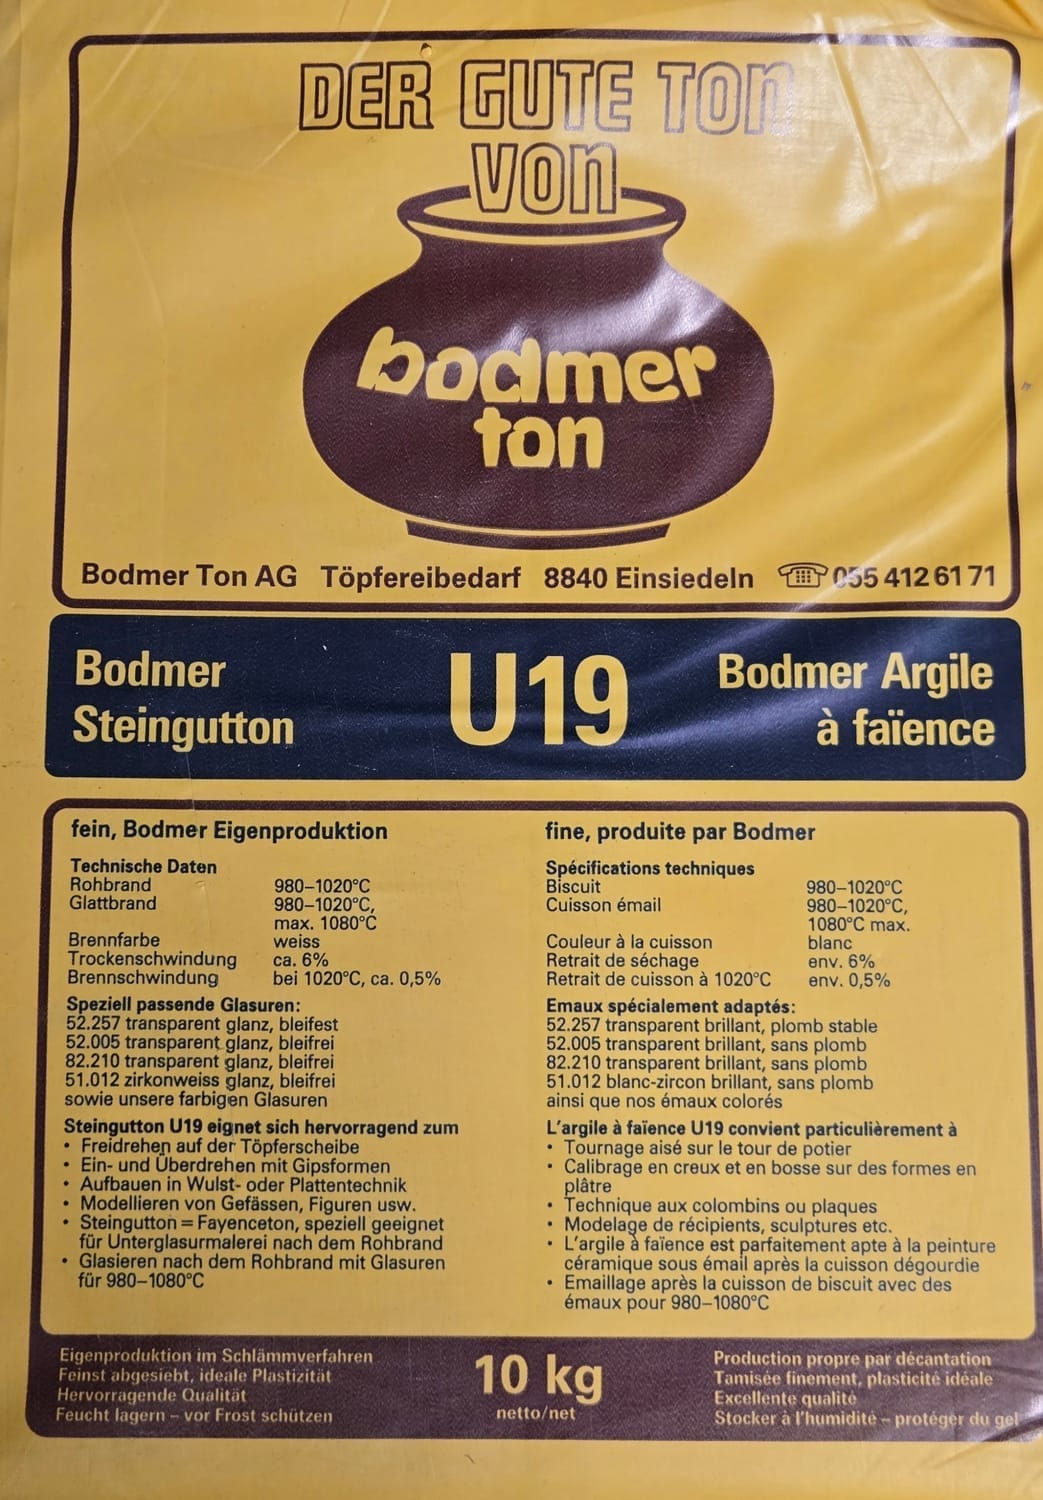 DER GUTE TON
von
bodmer
ton
Bodmer Ton AG Töpfereibedarf 8840 Einsiedeln 055 412 61 71
Bodmer
Steingutton
U19
Bodmer Argile
à faïence
fein, Bodmer Eigenproduktion
Technische Daten
Rohbrand 980–1020°C
Glattbrand 980–1020°C,
max. 1080°C
Brennfarbe weiss
Trockenschwindung ca. 6%
Brennschwindung bei 1020°C, ca. 0,5%
Speziell passende Glasuren:
52.257 transparent glanz, bleifest
52.005 transparent glanz, bleifrei
82.210 transparent glanz, bleifrei
51.012 zirkonweiss glanz, bleifrei
sowie unsere farbigen Glasuren
Steingutton U19 eignet sich hervorragend zum
• Freidrehen auf der Töpferscheibe
• Ein- und Überdrehen mit Gipsformen
• Aufbauen in Wulst- oder Plattentechnik
• Modellieren von Gefässen, Figuren usw.
• Steingutton = Fayenceton, speziell geeignet
für Unterglasurmalerei nach dem Rohbrand
• Glasieren nach dem Rohbrand mit Glasuren
für 980–1080°C
fine, produite par Bodmer
Spécifications techniques
Biscuit 980–1020°C
Cuisson émail 980–1020°C,
1080°C max.
Couleur à la cuisson blanc
Retrait de séchage env. 6%
Retrait de cuisson à 1020°C env. 0,5%
Emaux spécialement adaptés:
52.257 transparent brillant, plomb stable
52.005 transparent brillant, sans plomb
82.210 transparent brillant, sans plomb
51.012 blanc-zircon brillant, sans plomb
ainsi que nos émaux colorés
L'argile à faïence U19 convient particulièrement à
• Tournage aisé sur le tour de potier
• Calibrage en creux et en bosse sur des formes en
plâtre
• Technique aux colombins ou plaques
• Modelage de récipients, sculptures etc.
• L'argile à faïence est parfaitement apte à la peinture
céramique sous émail après la cuisson dégourdie
• Emaillage après la cuisson de biscuit avec des
émaux pour 980–1080°C
Eigenproduktion im Schlämmverfahren
Feinst abgesiebt, ideale Plastizität
Hervorragende Qualität
Feucht lagern – vor Frost schützen
10 kg
netto/net
Production propre par décantation
Tamisée finement, plasticité idéale
Excellente qualité
Stocker à l'humidité – protéger du gel